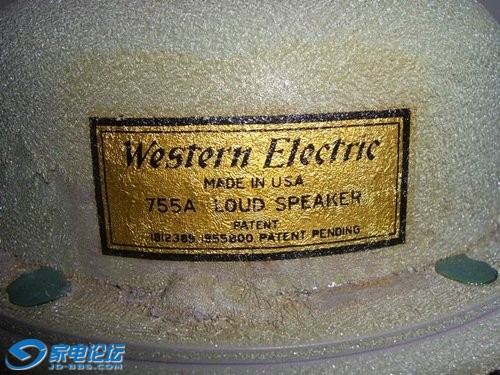 Western Electric
MADE IN USA
755A LOUD SPEAKER
PATENT
1812389 1955800 PATENT PENDING
家电论坛
JD-BBS.COM